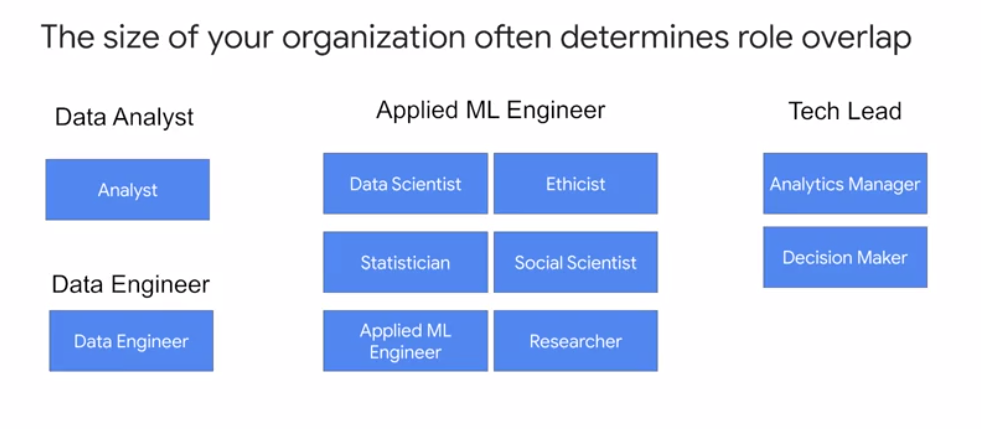 The size of your organization often determines role overlap
Data Analyst
Analyst
Data Engineer
Data Engineer
Applied ML Engineer
Data Scientist
Ethicist
Statistician
Social Scientist
Applied ML
Engineer
Researcher
Tech Lead
Analytics Manager
Decision Maker